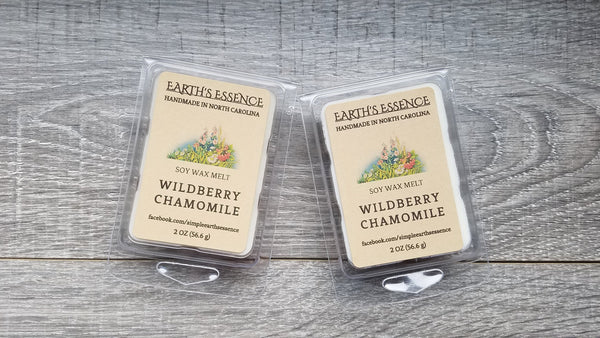 EARTH'S ESSENCE
HANDMADE IN NORTH CAROLINA
SOY WAX MELT
WILDBERRY
CHAMOMILE
facebook.com/simpleearthsessence
2 OZ (56.6 g)
EARTH'S ESSENCE
HANDMADE IN NORTH CAROLINA
SOY WAX MELT
WILDBERRY
CHAMOMILE
facebook.com/simpleearthsessence
2 OZ (56.6 g)